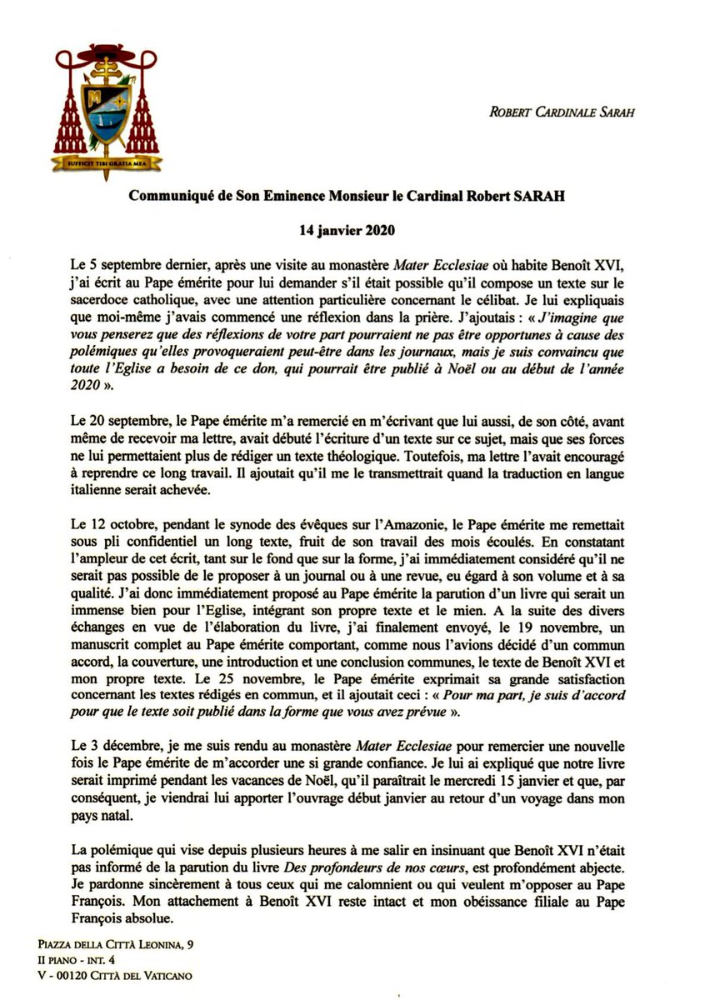 ROBERT CARDINALE SARAH
M
SUFFICIT TIBI GRATIA MEA
Communiqué de Son Eminence Monsieur le Cardinal Robert SARAH
14 janvier 2020
Le 5 septembre dernier, après une visite au monastère Mater Ecclesiae où habite Benoît XVI,
j’ai écrit au Pape émérite pour lui demander s’il était possible qu’il compose un texte sur le
sacerdoce catholique, avec une attention particulière concernant le célibat. Je lui expliquais
que moi-même j’avais commencé une réflexion dans la prière. J’ajoutais : « J’imagine que
vous penserez que des réflexions de votre part pourraient ne pas être opportunes à cause des
polémiques qu’elles provoqueraient peut-être dans les journaux, mais je suis convaincu que
toute l’Eglise a besoin de ce don, qui pourrait être publié à Noël ou au début de l’année
2020 ».
Le 20 septembre, le Pape émérite m’a remercié en m’écrivant que lui aussi, de son côté, avant
même de recevoir ma lettre, avait débuté l’écriture d’un texte sur ce sujet, mais que ses forces
ne lui permettaient plus de rédiger un texte théologique. Toutefois, ma lettre l’avait encouragé
à reprendre ce long travail. Il ajoutait qu’il me le transmettrait quand la traduction en langue
italienne serait achevée.
Le 12 octobre, pendant le synode des évêques sur l’Amazonie, le Pape émérite me remettait
sous pli confidentiel un long texte, fruit de son travail des mois écoulés. En constatant
l’ampleur de cet écrit, tant sur le fond que sur la forme, j’ai immédiatement considéré qu’il ne
serait pas possible de le proposer à un journal ou à une revue, eu égard à son volume et à sa
qualité. J’ai donc immédiatement proposé au Pape émérite la parution d’un livre qui serait un
immense bien pour l’Eglise, intégrant son propre texte et le mien. A la suite des divers
échanges en vue de l’élaboration du livre, j’ai finalement envoyé, le 19 novembre, un
manuscrit complet au Pape émérite comportant, comme nous l’avions décidé d’un commun
accord, la couverture, une introduction et une conclusion communes, le texte de Benoît XVI et
mon propre texte. Le 25 novembre, le Pape émérite exprimait sa grande satisfaction
concernant les textes rédigés en commun, et il ajoutait ceci : « Pour ma part, je suis d’accord
pour que le texte soit publié dans la forme que vous avez prévue ».
Le 3 décembre, je me suis rendu au monastère Mater Ecclesiae pour remercier une nouvelle
fois le Pape émérite de m’accorder une si grande confiance. Je lui ai expliqué que notre livre
serait imprimé pendant les vacances de Noël, qu’il paraîtrait le mercredi 15 janvier et que, par
conséquent, je viendrai lui apporter l’ouvrage début janvier au retour d’un voyage dans mon
pays natal.
La polémique qui vise depuis plusieurs heures à me salir en insinuant que Benoît XVI n’était
pas informé de la parution du livre Des profondeurs de nos cœurs, est profondément abjecte.
Je pardonne sincèrement à tous ceux qui me calomnient ou qui veulent m’opposer au Pape
François. Mon attachement à Benoît XVI reste intact et mon obéissance filiale au Pape
François absolue.
PIAZZA DELLA CITTÀ LEONINA, 9
II PIANO - INT. 4
V - 00120 CITTÀ DEL VATICANO